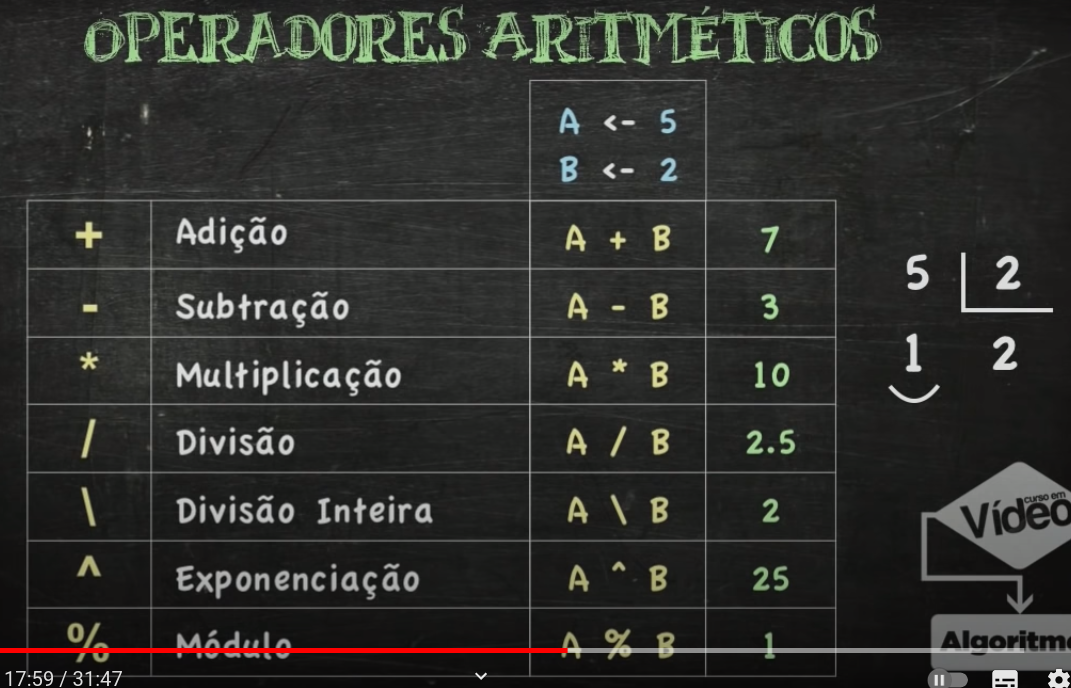 OPERADORES ARITMÉTICOS
A <- 5
B <- 2
+ Adição A + B 7
- Subtração A - B 3
* Multiplicação A * B 10
/ Divisão A / B 2.5
\ Divisão Inteira A \ B 2
^ Exponenciação A ^ B 25
% Módulo A % B 1
5 2
1 2
curso em
Vídeo
Algoritm
17:59 / 31:47